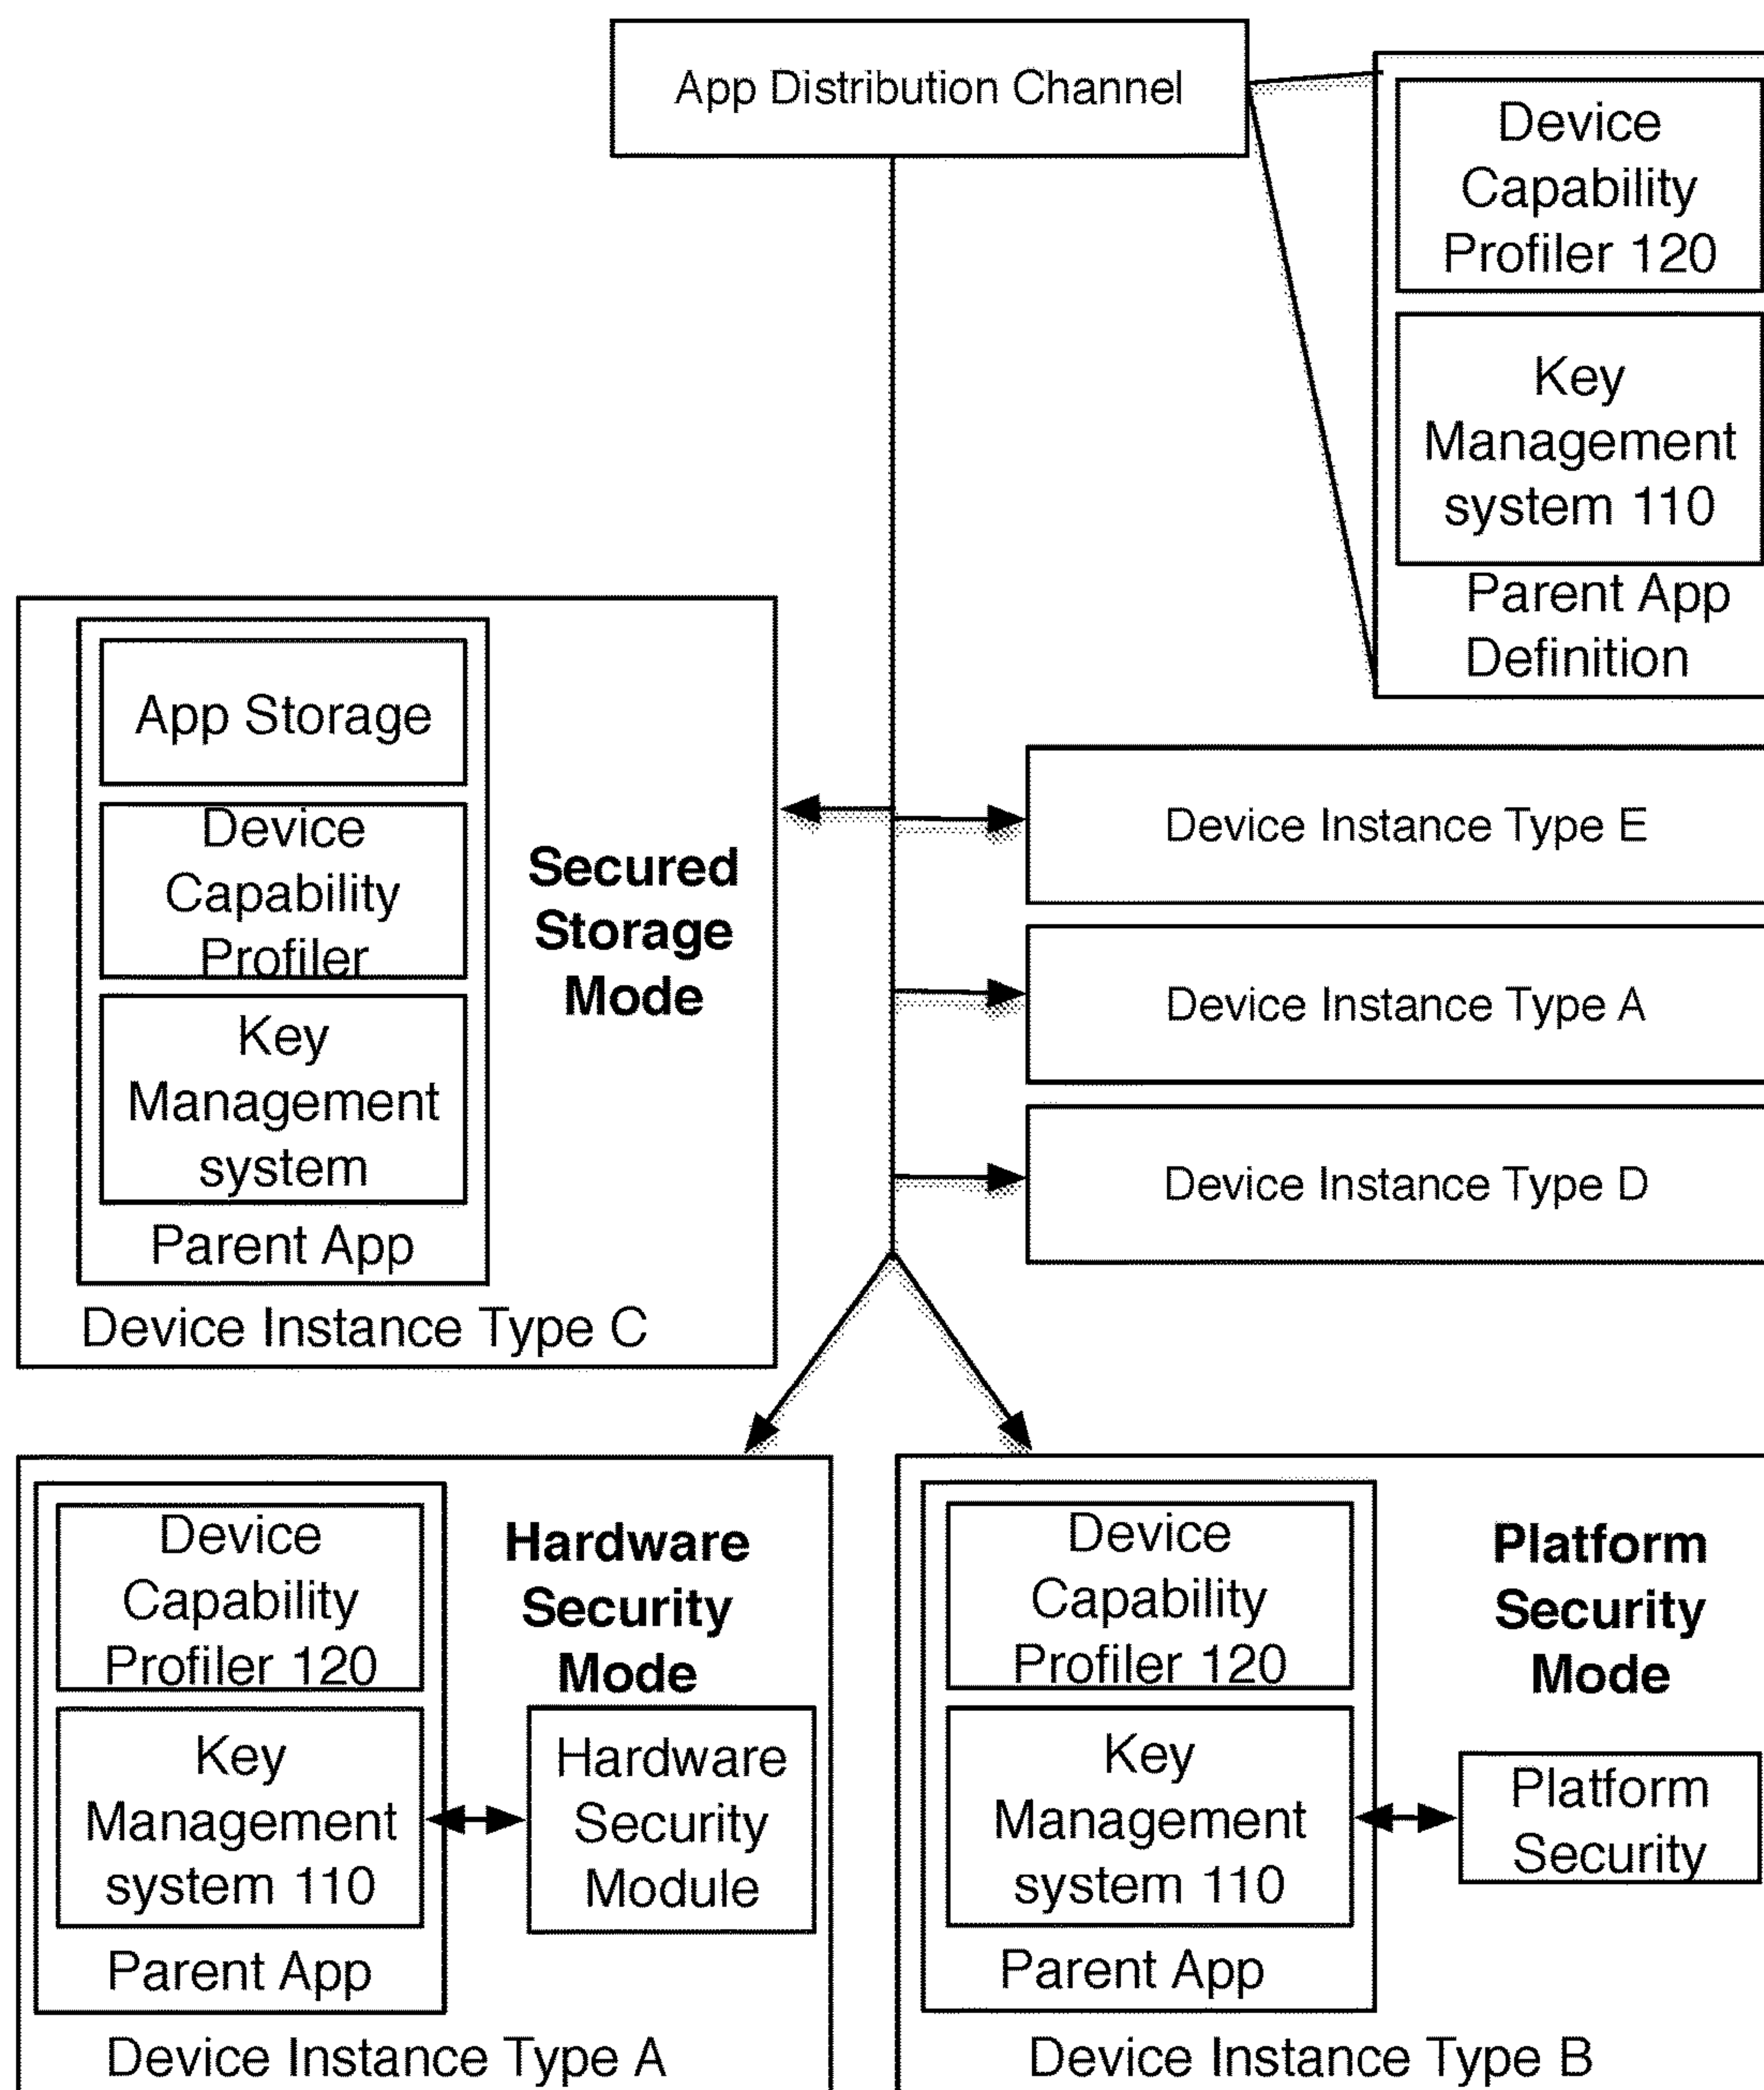 App Distribution Channel
Device
Capability
Profiler 120
Key
Management
system 110
Parent App
Definition
App Storage
Device
Capability
Profiler
Key
Management
system
Parent App
Secured
Storage
Mode
Device Instance Type C
Device Instance Type E
Device Instance Type A
Device Instance Type D
Device
Capability
Profiler 120
Key
Management
system 110
Parent App
Hardware
Security
Mode
Hardware
Security
Module
Device Instance Type A
Device
Capability
Profiler 120
Key
Management
system 110
Parent App
Platform
Security
Mode
Platform
Security
Device Instance Type B